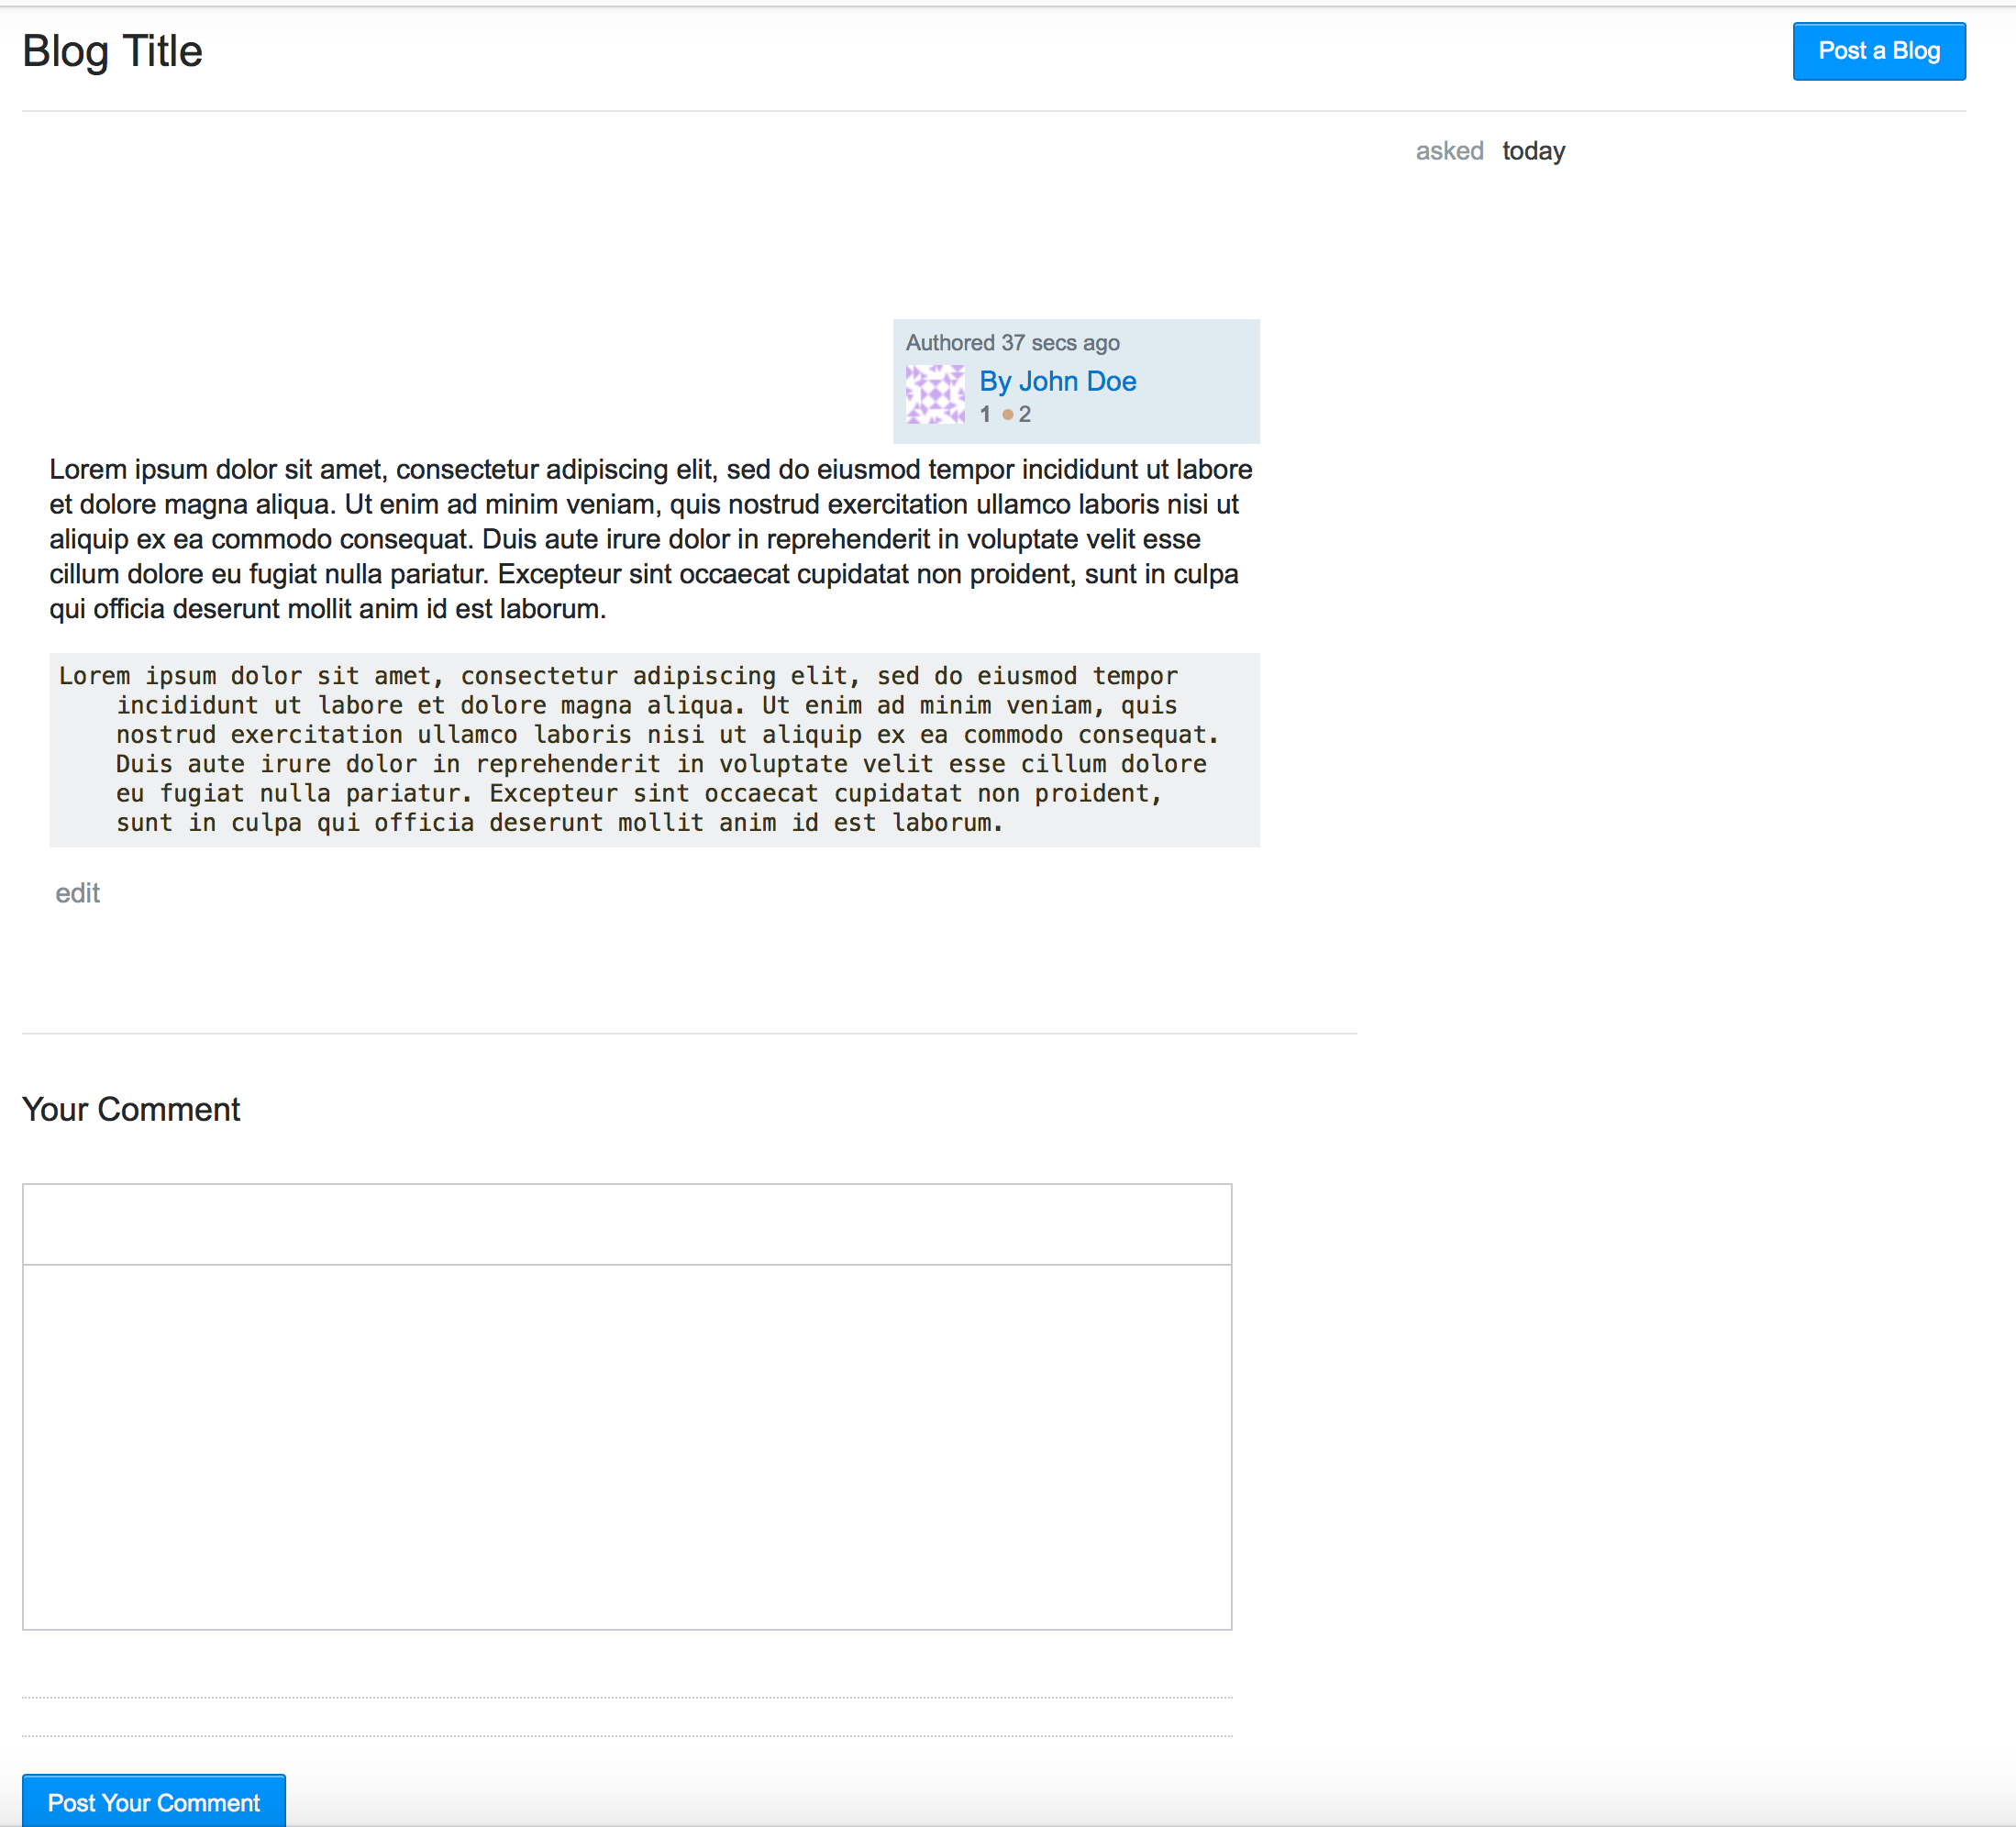 Blog Title
Post a Blog
asked today
Authored 37 secs ago
By John Doe
1 ●2
Lorem ipsum dolor sit amet, consectetur adipiscing elit, sed do eiusmod tempor incididunt ut labore
et dolore magna aliqua. Ut enim ad minim veniam, quis nostrud exercitation ullamco laboris nisi ut
aliquip ex ea commodo consequat. Duis aute irure dolor in reprehenderit in voluptate velit esse
cillum dolore eu fugiat nulla pariatur. Excepteur sint occaecat cupidatat non proident, sunt in culpa
qui officia deserunt mollit anim id est laborum.
Lorem ipsum dolor sit amet, consectetur adipiscing elit, sed do eiusmod tempor
incididunt ut labore et dolore magna aliqua. Ut enim ad minim veniam, quis
nostrud exercitation ullamco laboris nisi ut aliquip ex ea commodo consequat.
Duis aute irure dolor in reprehenderit in voluptate velit esse cillum dolore
eu fugiat nulla pariatur. Excepteur sint occaecat cupidatat non proident,
sunt in culpa qui officia deserunt mollit anim id est laborum.
edit
Your Comment
Post Your Comment